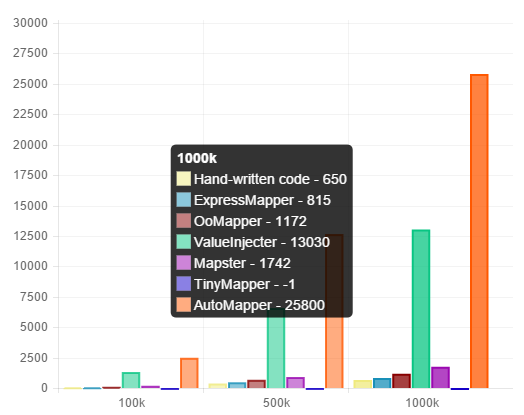 30000
27500
25000
22500
20000
17500
15000
12500
10000
7500
5000
2500
0
1000k
Hand-written code - 650
ExpressMapper - 815
OoMapper - 1172
ValueInjecter - 13030
Mapster - 1742
TinyMapper - -1
AutoMapper - 25800
100k
500k
1000k